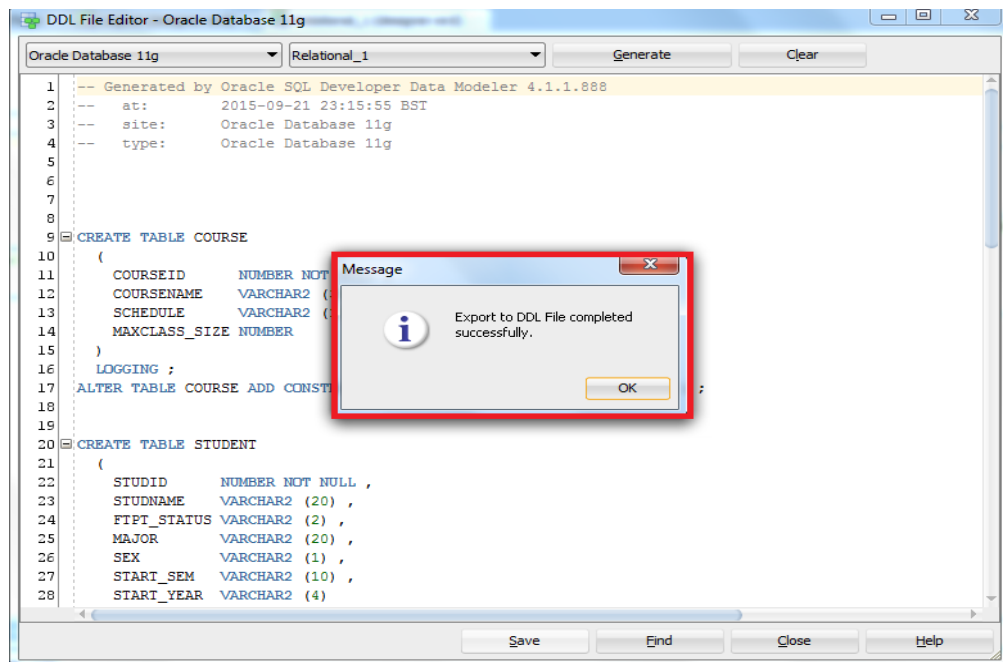 DDL File Editor - Oracle Database 11g
Oracle Database 11g Relational_1 Generate Clear
1 -- Generated by Oracle SQL Developer Data Modeler 4.1.1.888
2 -- at: 2015-09-21 23:15:55 BST
3 -- site: Oracle Database 11g
4 -- type: Oracle Database 11g
5
6
7
8
9 CREATE TABLE COURSE
10 (
11 COURSEID NUMBER NOT
12 COURSENAME VARCHAR2 (
13 SCHEDULE VARCHAR2 (
14 MAXCLASS_SIZE NUMBER
15 )
16 LOGGING ;
17 ALTER TABLE COURSE ADD CONST ;
18
19
20 CREATE TABLE STUDENT
21 (
22 STUDID NUMBER NOT NULL ,
23 STUDNAME VARCHAR2 (20) ,
24 FTPT_STATUS VARCHAR2 (2) ,
25 MAJOR VARCHAR2 (20) ,
26 SEX VARCHAR2 (1) ,
27 START_SEM VARCHAR2 (10) ,
28 START_YEAR VARCHAR2 (4)
Message
Export to DDL File completed
successfully.
OK
Save Find Close Help